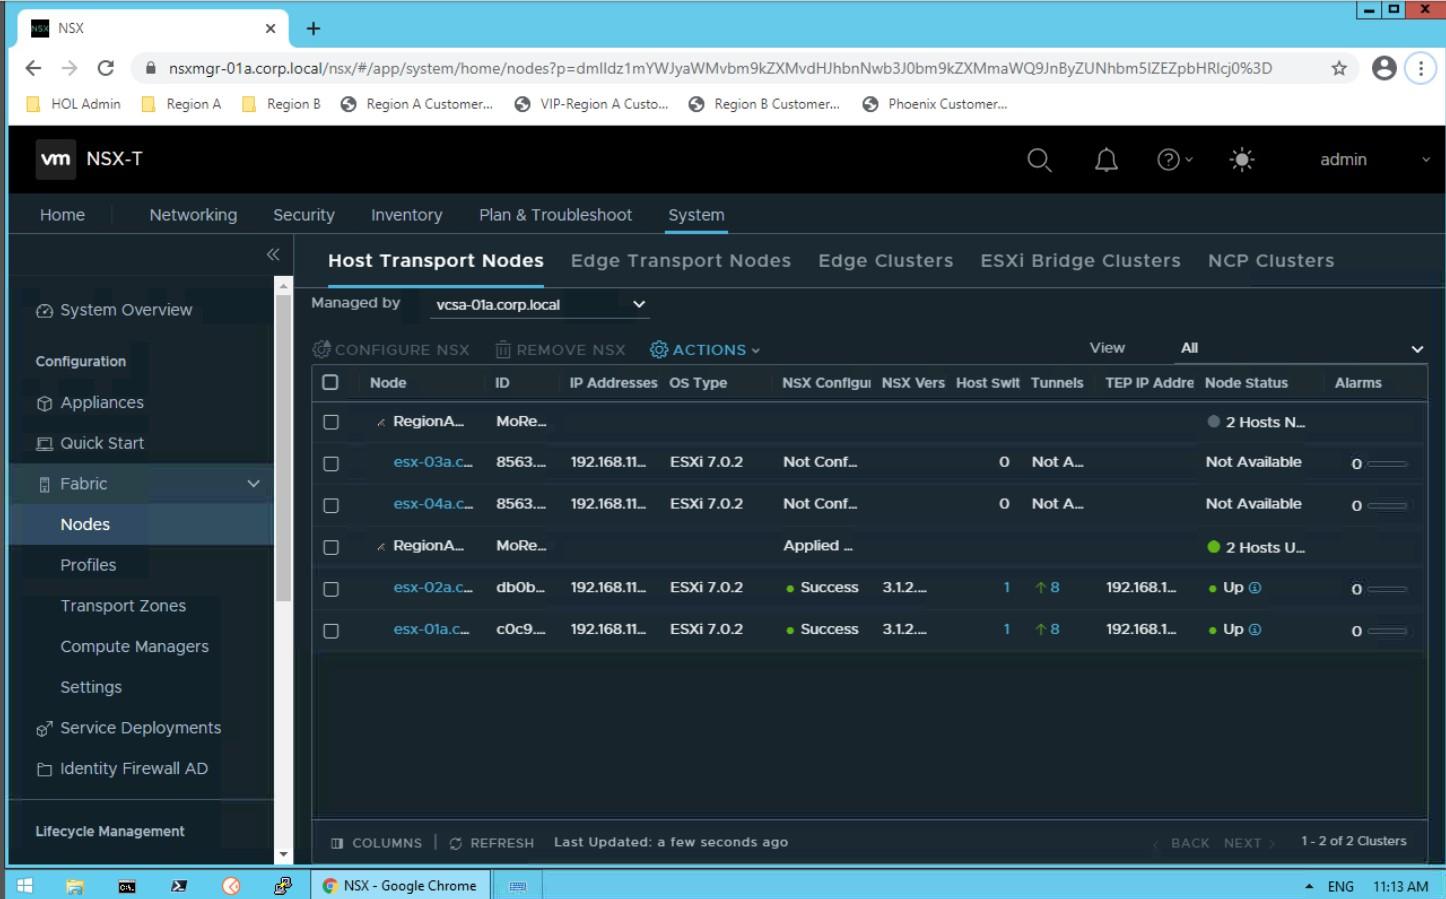 NSX
nsxmgr-01a.corp.local/nsx/#/app/system/home/nodes?p=
HOL Admin Region A Region B Region A Customer... VIP-Region A Custo... Region B Customer... Phoenix Customer...
vm NSX-T admin
Home Networking Security Inventory Plan & Troubleshoot System
Host Transport Nodes Edge Transport Nodes Edge Clusters ESXi Bridge Clusters NCP Clusters
System Overview
Configuration
Appliances
Quick Start
Fabric
Nodes
Profiles
Transport Zones
Compute Managers
Settings
Service Deployments
Identity Firewall AD
Lifecycle Management
Managed by vcsa-01a.corp.local
CONFIGURE NSX REMOVE NSX ACTIONS View All
Node ID IP Addresses OS Type NSX Configur NSX Vers Host Swit Tunnels TEP IP Addre Node Status Alarms
RegionA... MoRe... 2 Hosts N...
esx-03a.c... 8563.... 192.168.11... ESXi 7.0.2 Not Conf... 0 Not A... Not Available 0
esx-04a.c... 8563.... 192.168.11... ESXi 7.0.2 Not Conf... 0 Not A... Not Available 0
RegionA... MoRe... Applied ... 2 Hosts U...
esx-02a.c... db0b... 192.168.11... ESXi 7.0.2 Success 3.1.2.... 1 8 192.168.1... Up 0
esx-01a.c... c0c9.... 192.168.11... ESXi 7.0.2 Success 3.1.2.... 1 8 192.168.1... Up 0
COLUMNS REFRESH Last Updated: a few seconds ago BACK NEXT 1 - 2 of 2 Clusters
NSX - Google Chrome ENG 11:13 AM